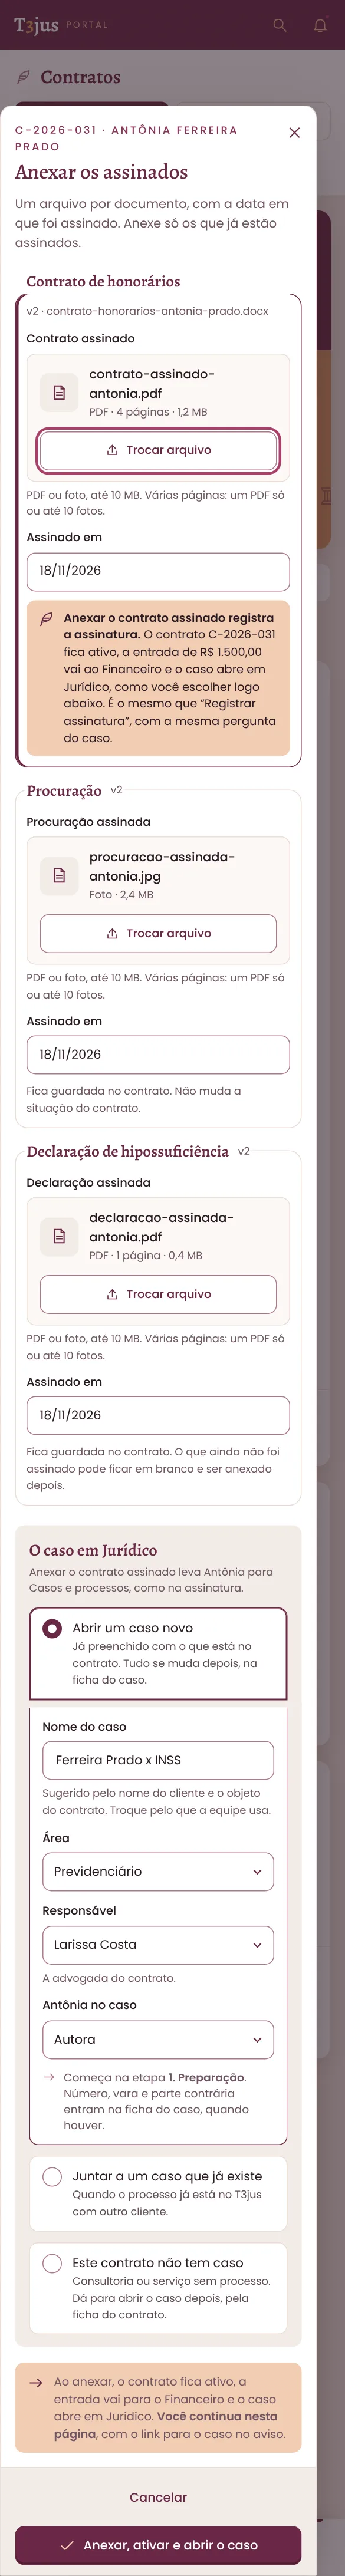 T3jus PORTAL
Contratos
C-2026-031 · ANTÔNIA FERREIRA
PRADO
Anexar os assinados
Um arquivo por documento, com a data em
que foi assinado. Anexe só os que já estão
assinados.
Contrato de honorários
v2 · contrato-honorarios-antonia-prado.docx
Contrato assinado
contrato-assinado-
antonia.pdf
PDF · 4 páginas · 1,2 MB
Trocar arquivo
PDF ou foto, até 10 MB. Várias páginas: um PDF só
ou até 10 fotos.
Assinado em
18/11/2026
Anexar o contrato assinado registra
a assinatura. O contrato C-2026-031
fica ativo, a entrada de R$ 1.500,00
vai ao Financeiro e o caso abre em
Jurídico, como você escolher logo
abaixo. É o mesmo que "Registrar
assinatura", com a mesma pergunta
do caso.
Procuração v2
Procuração assinada
procuracao-assinada-
antonia.jpg
Foto · 2,4 MB
Trocar arquivo
PDF ou foto, até 10 MB. Várias páginas: um PDF só
ou até 10 fotos.
Assinado em
18/11/2026
Fica guardada no contrato. Não muda a
situação do contrato.
Declaração de hipossuficiência v2
Declaração assinada
declaracao-assinada-
antonia.pdf
PDF · 1 página · 0,4 MB
Trocar arquivo
PDF ou foto, até 10 MB. Várias páginas: um PDF só
ou até 10 fotos.
Assinado em
18/11/2026
Fica guardada no contrato. O que ainda não foi
assinado pode ficar em branco e ser anexado
depois.
O caso em Jurídico
Anexar o contrato assinado leva Antônia para
Casos e processos, como na assinatura.
Abrir um caso novo
Já preenchido com o que está no
contrato. Tudo se muda depois, na
ficha do caso.
Nome do caso
Ferreira Prado x INSS
Sugerido pelo nome do cliente e o objeto
do contrato. Troque pelo que a equipe usa.
Área
Previdenciário
Responsável
Larissa Costa
A advogada do contrato.
Antônia no caso
Autora
→ Começa na etapa 1. Preparação.
Número, vara e parte contrária
entram na ficha do caso, quando
houver.
Juntar a um caso que já existe
Quando o processo já está no T3jus
com outro cliente.
Este contrato não tem caso
Consultoria ou serviço sem processo.
Dá para abrir o caso depois, pela
ficha do contrato.
→ Ao anexar, o contrato fica ativo, a
entrada vai para o Financeiro e o caso
abre em Jurídico. Você continua nesta
página, com o link para o caso no aviso.
Cancelar
Anexar, ativar e abrir o caso